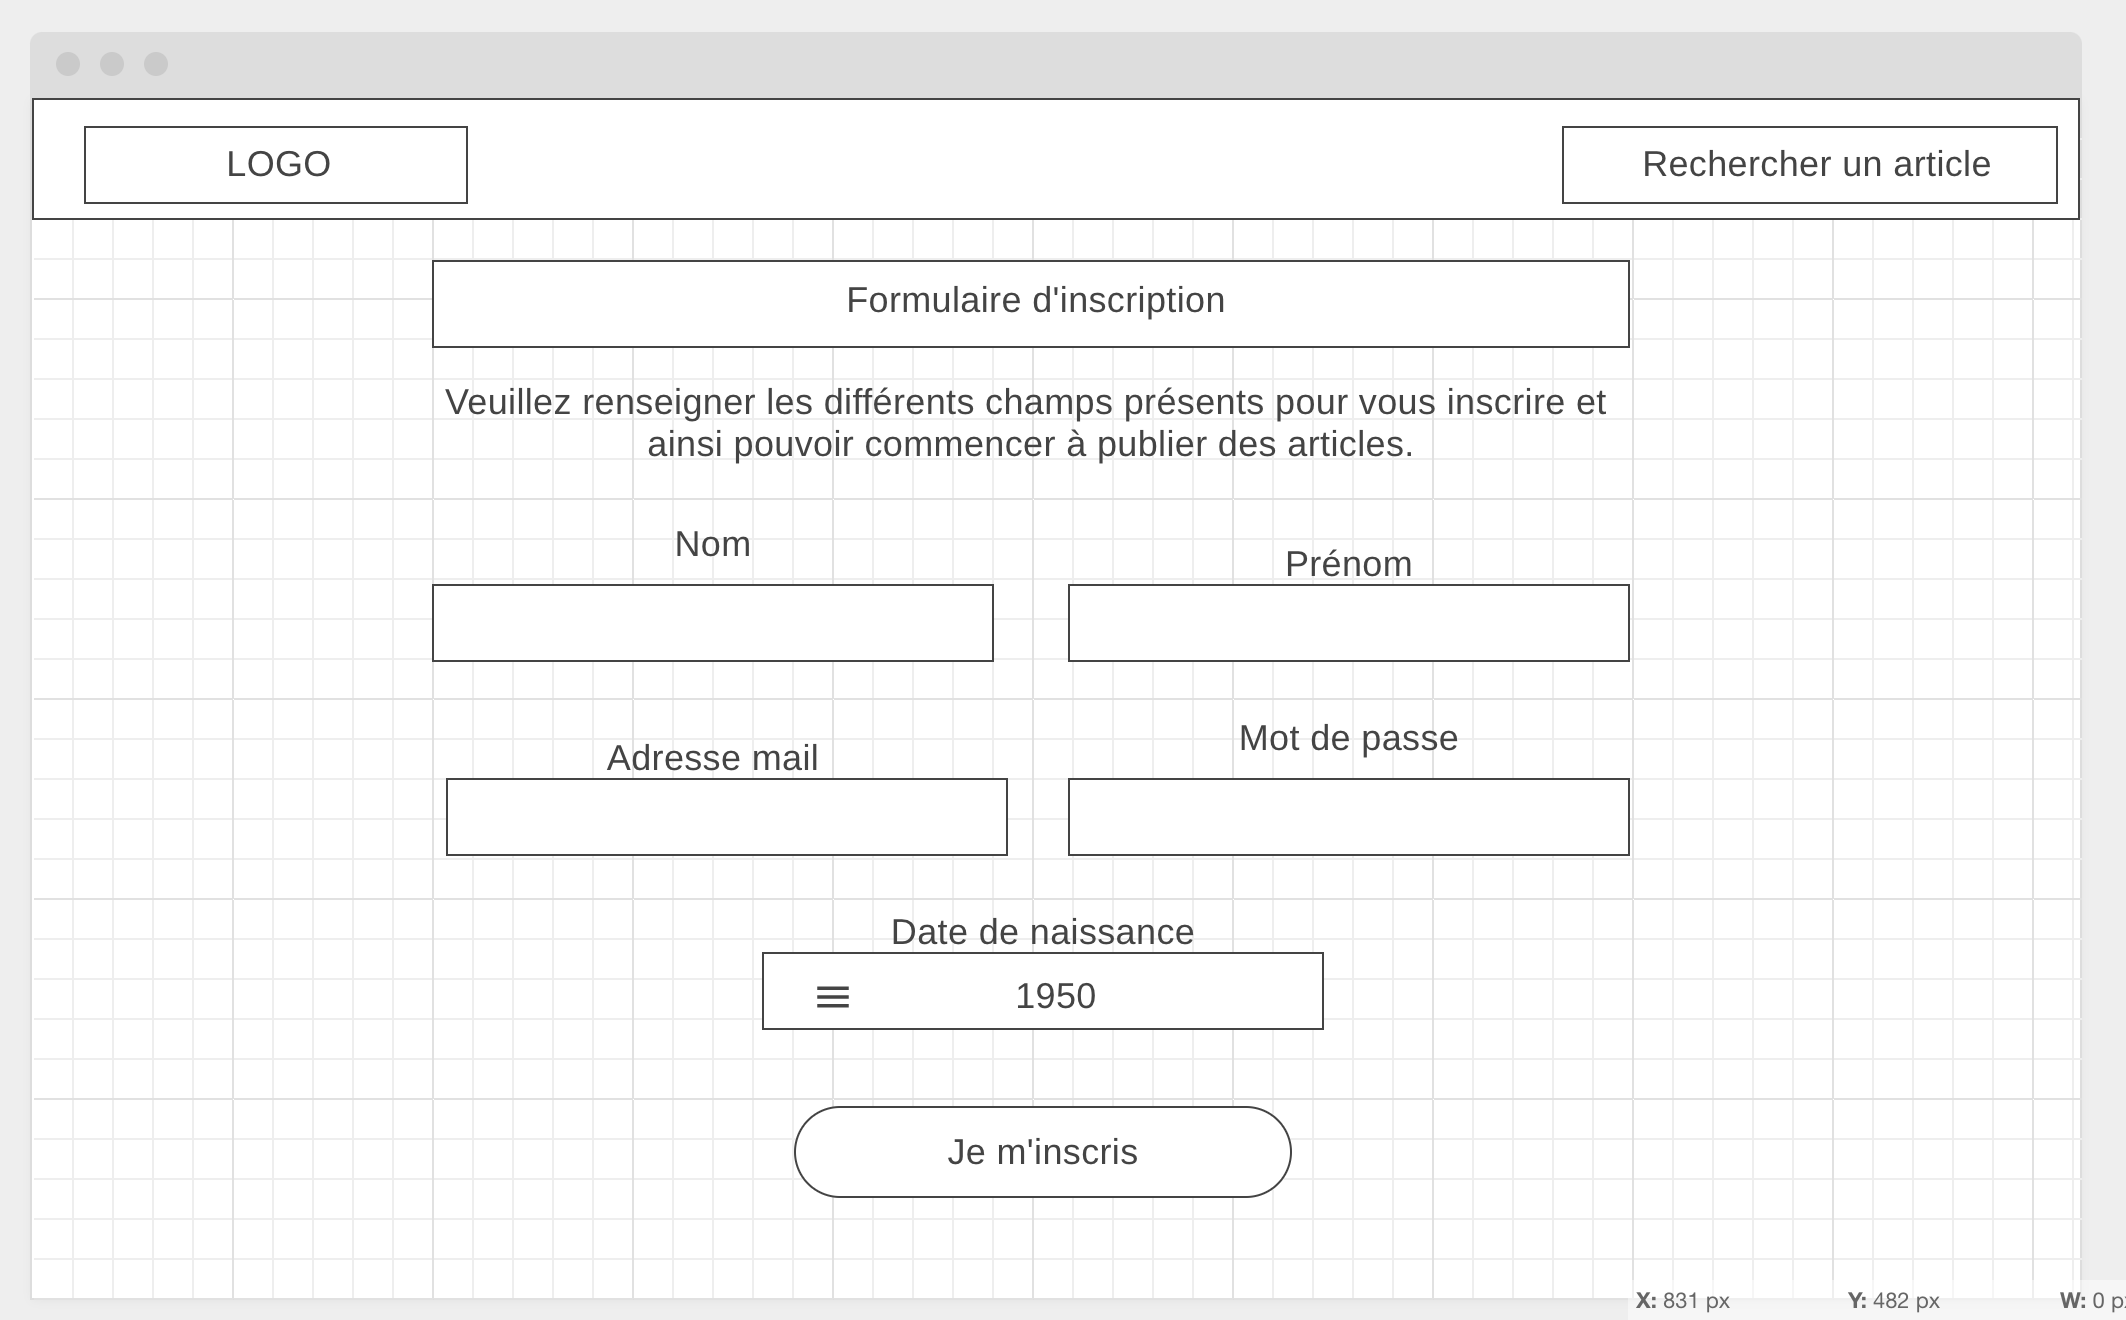 LOGO
Rechercher un article
Formulaire d'inscription
Veuillez renseigner les différents champs présents pour vous inscrire et
ainsi pouvoir commencer à publier des articles.
Nom
Prénom
Adresse mail
Mot de passe
Date de naissance
1950
Je m'inscris
X: 831 px Y: 482 px W: 0 p